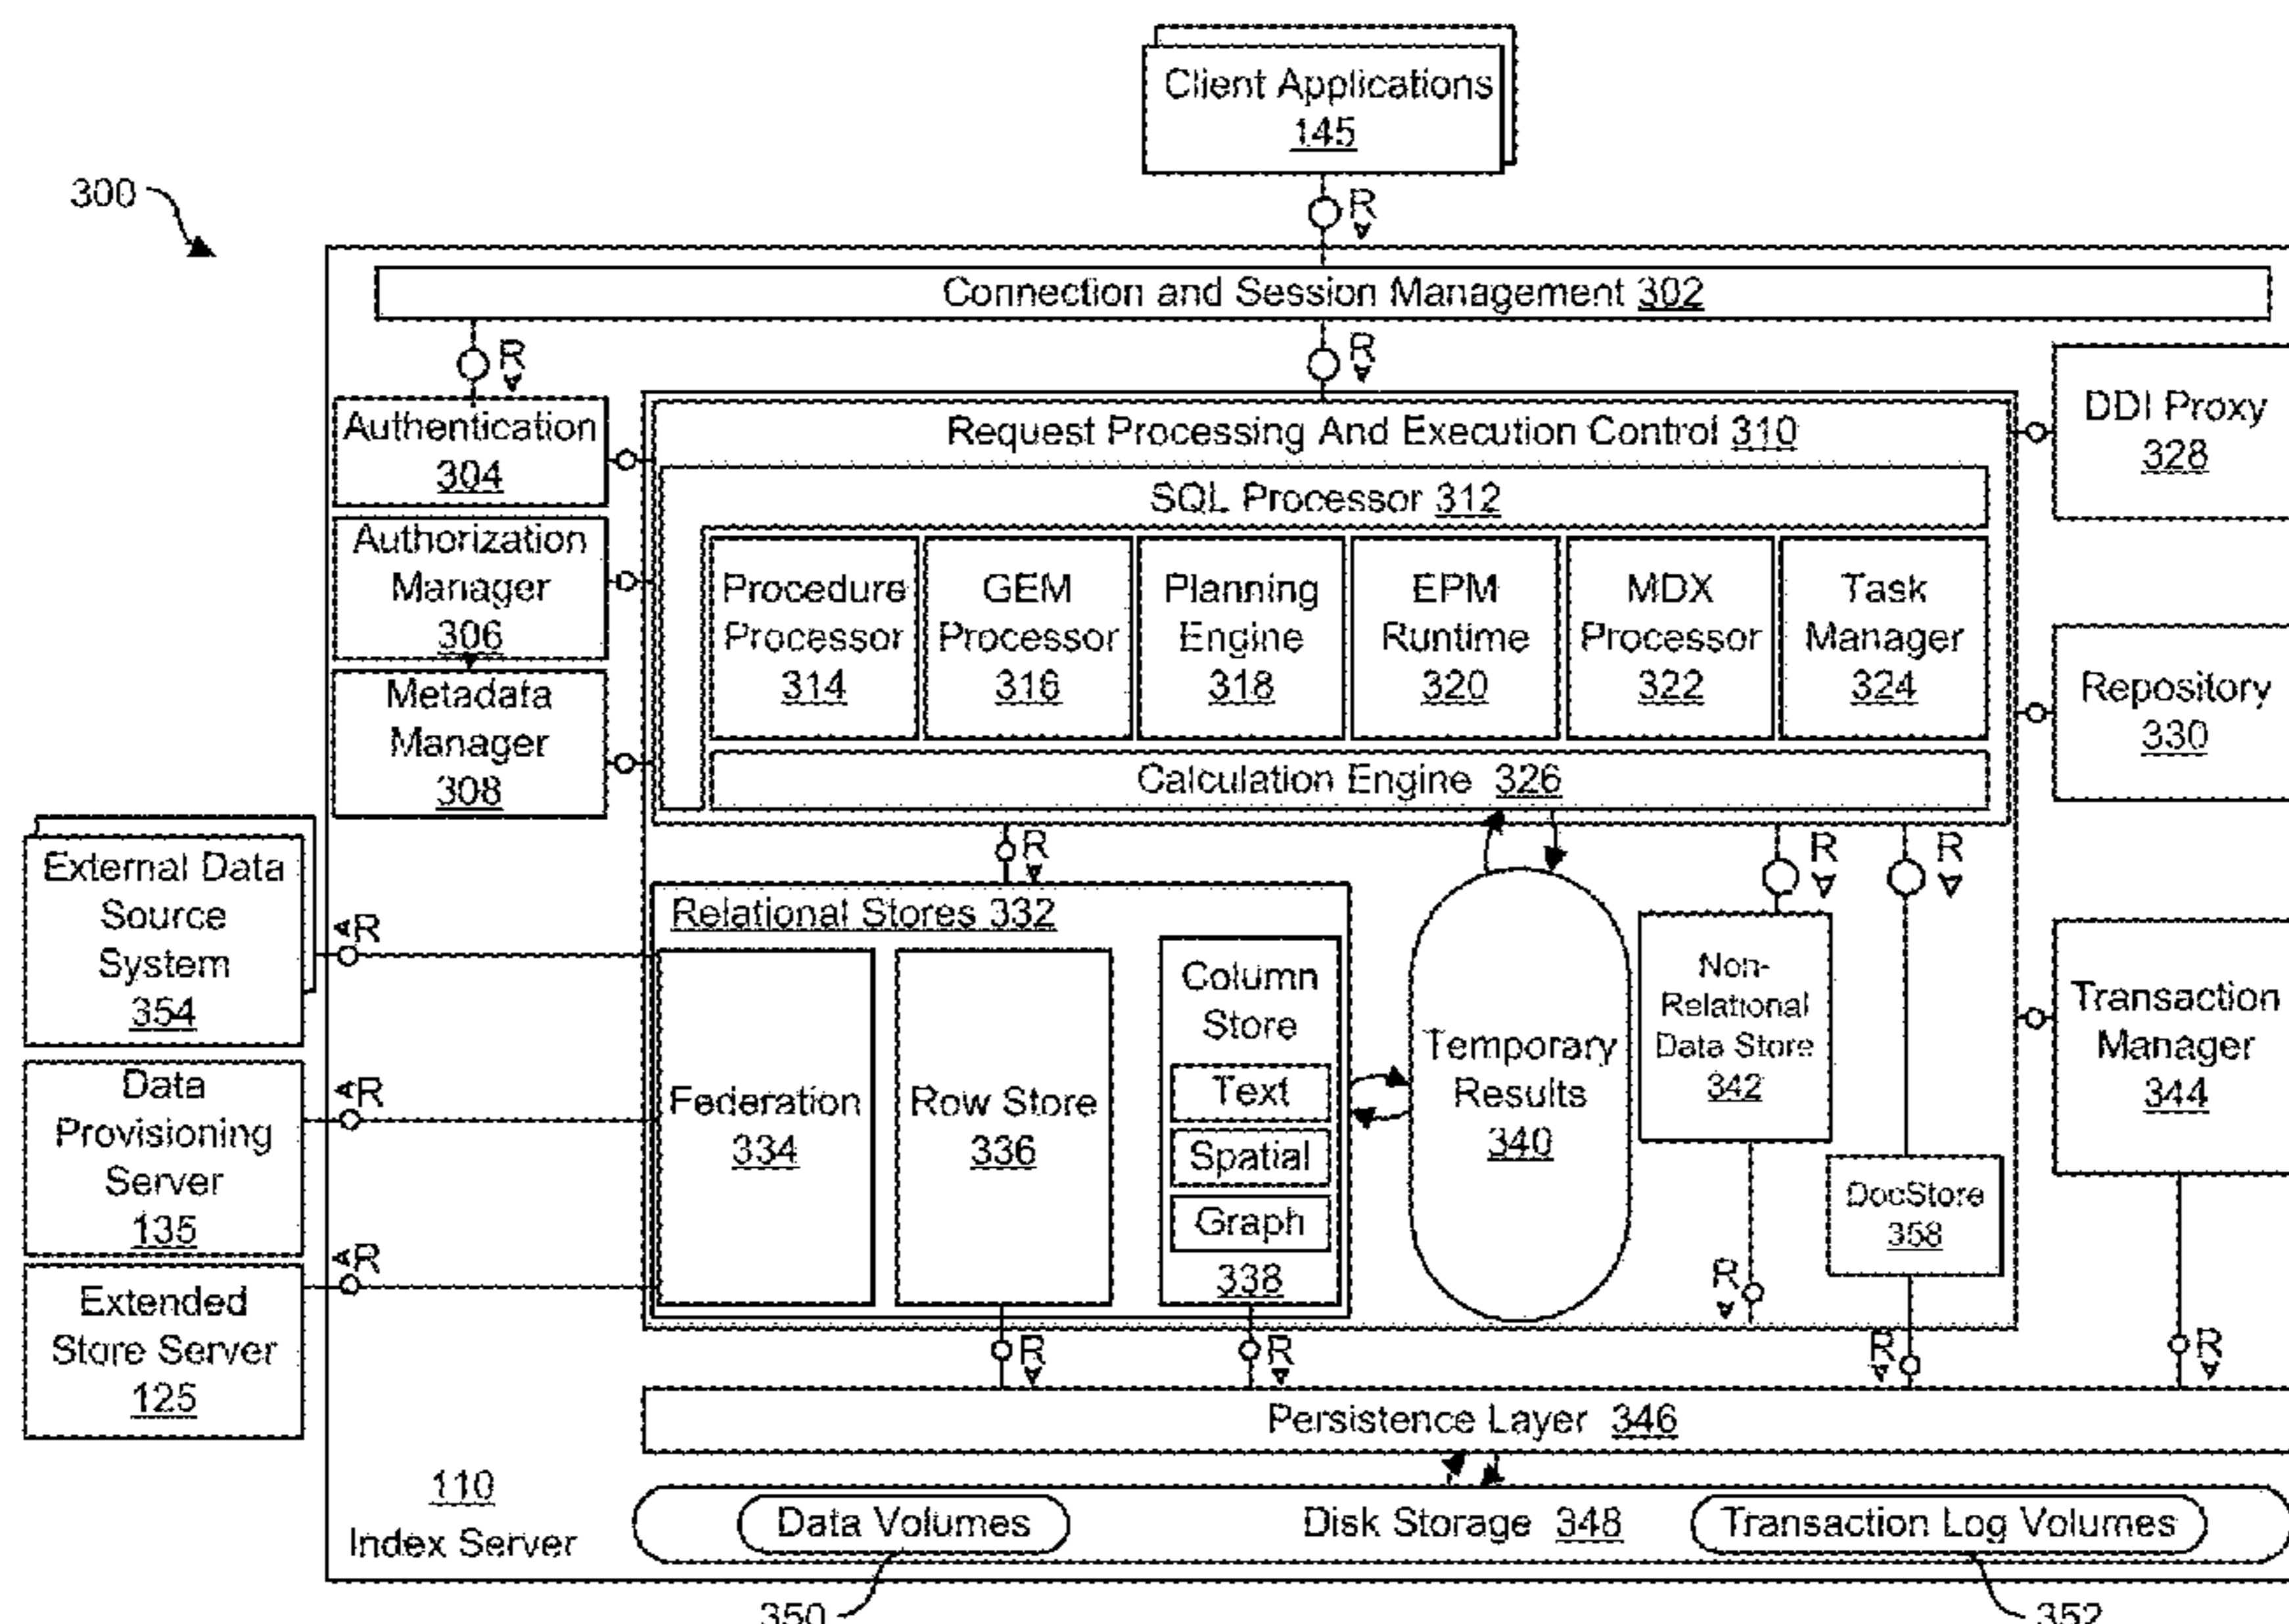 Client Applications
145
R
300
Connection and Session Management 302
R
R
Authentication
304
Authorization
Manager
306
Metadata
Manager
308
Request Processing And Execution Control 310
SQL Processor 312
Procedure
Processor
314
GEM
Processor
316
Planning
Engine
318
EPM
Runtime
320
MDX
Processor
322
Task
Manager
324
Calculation Engine 326
DDI Proxy
328
Repository
330
External Data
Source
System
354
Data
Provisioning
Server
135
Extended
Store Server
125
R
R
R
R
R
R
Relational Stores 332
Federation
334
Row Store
336
Column
Store
Text
Spatial
Graph
338
Temporary
Results
340
Non-
Relational
Data Store
342
DocStore
358
Transaction
Manager
344
R
R
R
R
R
Persistence Layer 346
110
Index Server
Data Volumes
Disk Storage 348
Transaction Log Volumes
350
352